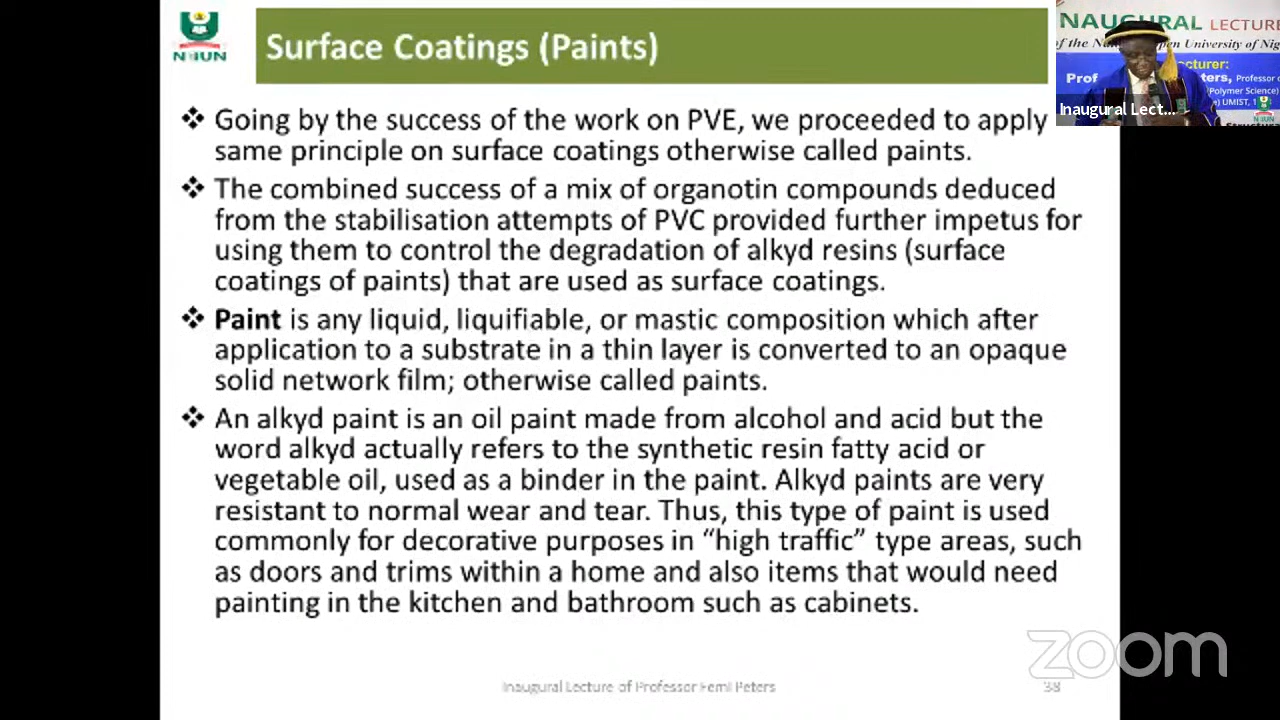 NOUN
Surface Coatings (Paints)
❖ Going by the success of the work on PVE, we proceeded to apply
same principle on surface coatings otherwise called paints.
❖ The combined success of a mix of organotin compounds deduced
from the stabilisation attempts of PVC provided further impetus for
using them to control the degradation of alkyd resins (surface
coatings of paints) that are used as surface coatings.
❖ Paint is any liquid, liquifiable, or mastic composition which after
application to a substrate in a thin layer is converted to an opaque
solid network film; otherwise called paints.
❖ An alkyd paint is an oil paint made from alcohol and acid but the
word alkyd actually refers to the synthetic resin fatty acid or
vegetable oil, used as a binder in the paint. Alkyd paints are very
resistant to normal wear and tear. Thus, this type of paint is used
commonly for decorative purposes in “high traffic” type areas, such
as doors and trims within a home and also items that would need
painting in the kitchen and bathroom such as cabinets.
Inaugural Lecture of Professor Femi Peters
38
NAUGURAL LECTURE
of the Na pen University of Nig
cturer:
Prof ters, Professor o
(Polymer Science)
UMIST, 1
Inaugural Lect...
zoom